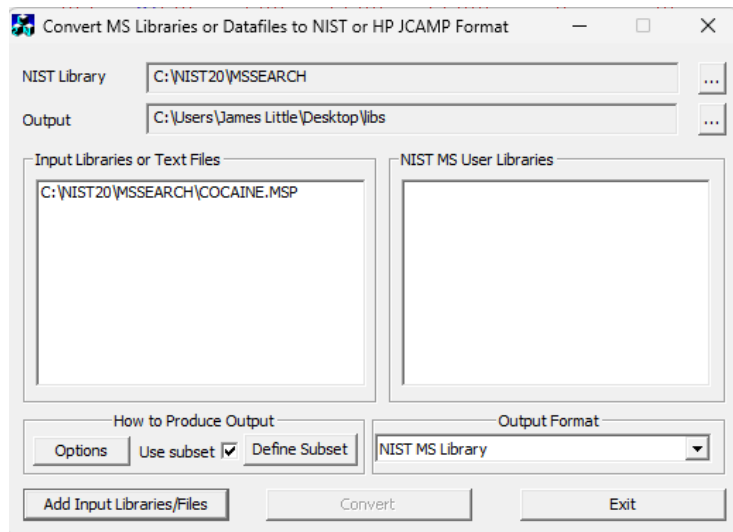 Convert MS Libraries or Datafiles to NIST or HP JCAMP Format
NIST Library C:\NIST20\MSSEARCH ...
Output C:\Users\James Little\Desktop\libs ...
Input Libraries or Text Files
C:\NIST20\MSSEARCH\COCAINE.MSP
NIST MS User Libraries
How to Produce Output
Options Use subset Define Subset
Output Format
NIST MS Library
Add Input Libraries/Files Convert Exit